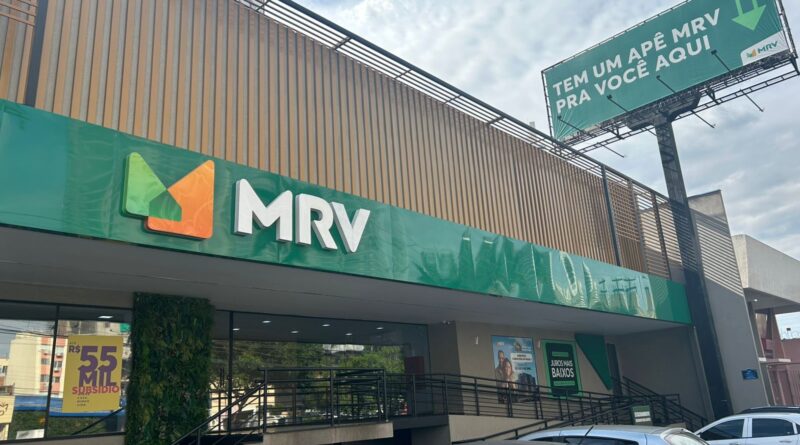 TEM UM APÊ MRV
PRA VOCÊ AQUI
MRV
MRV
R$55
MIL
SUBSÍDIO
JUROS MAIS
BAIXOS